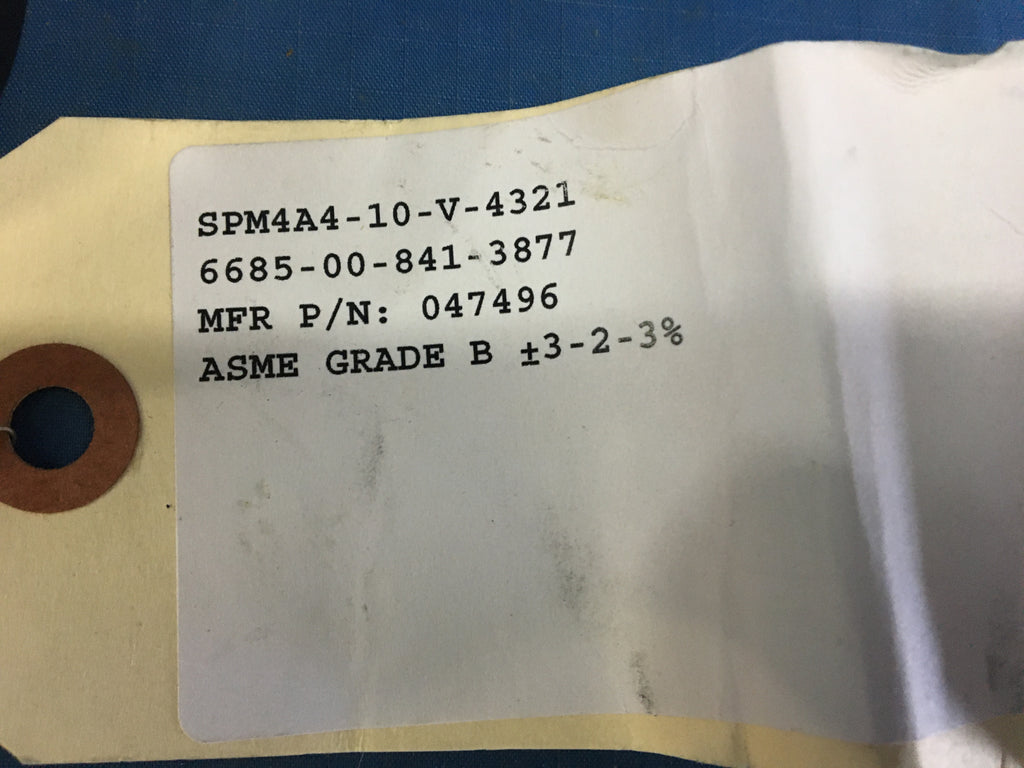 SPM4A4-10-V-4321
6685-00-841-3877
MFR P/N: 047496
ASME GRADE B ±3-2-3%